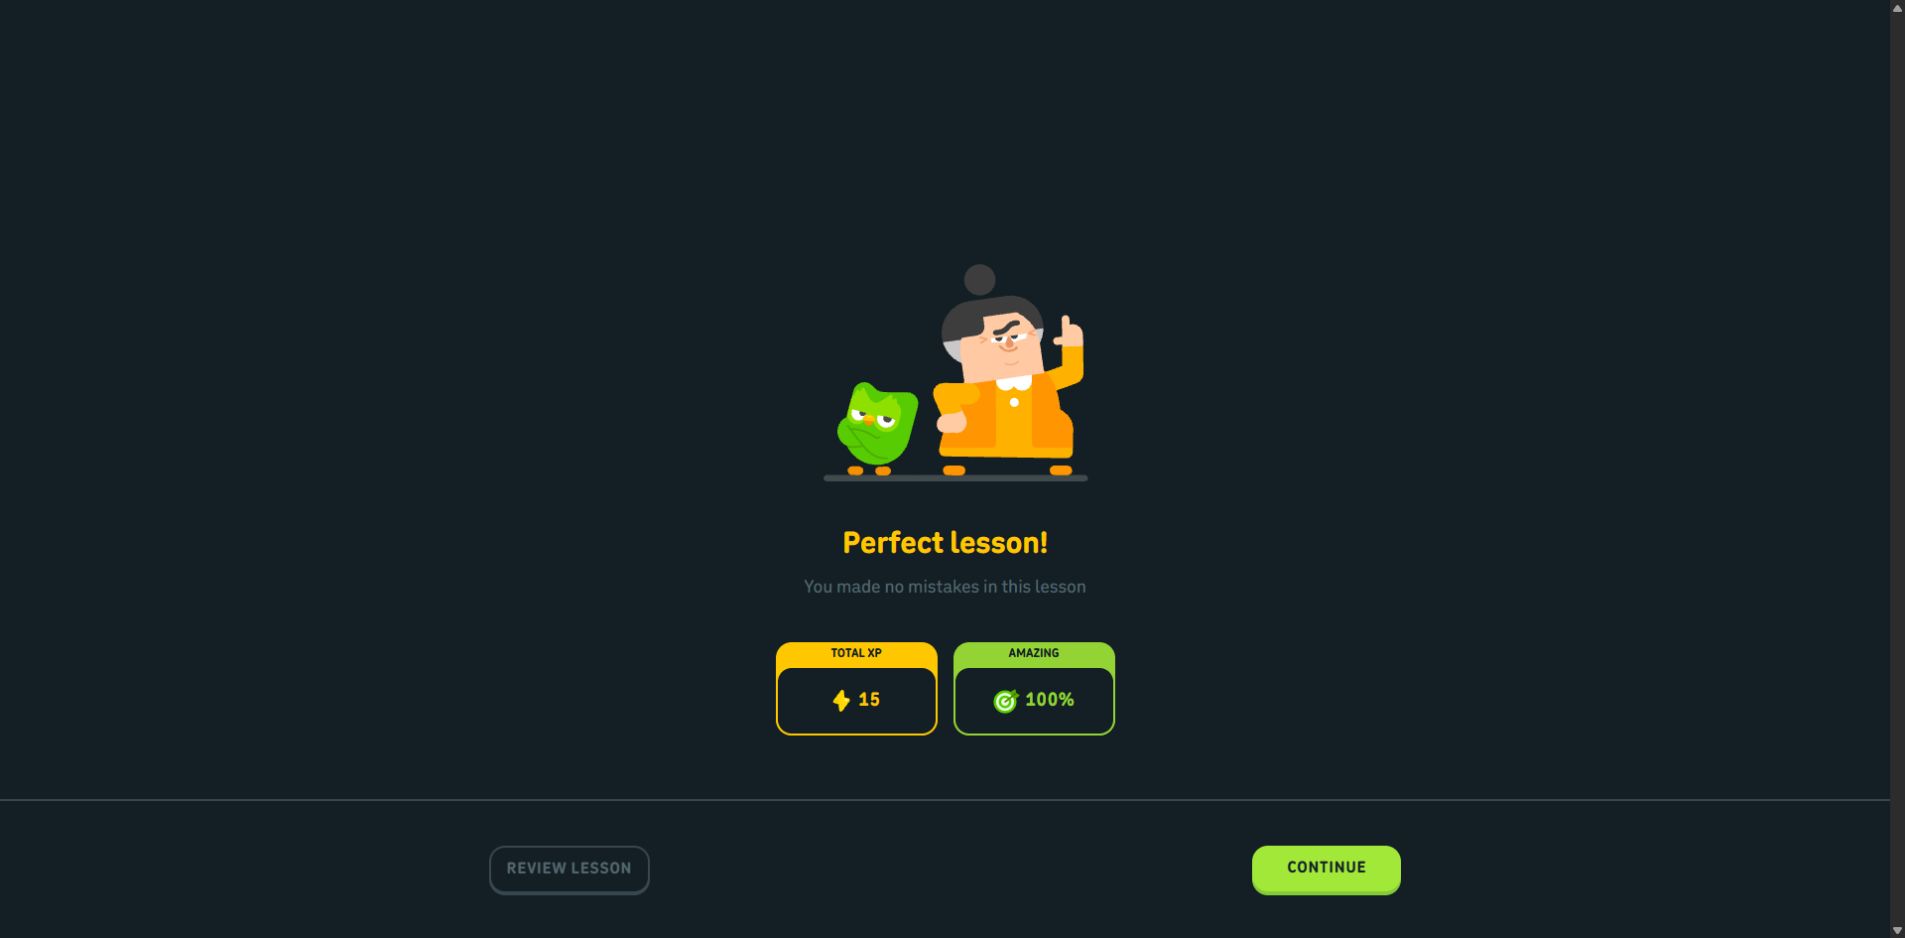 Perfect lesson!
You made no mistakes in this lesson
TOTAL XP
15
AMAZING
100%
REVIEW LESSON
CONTINUE